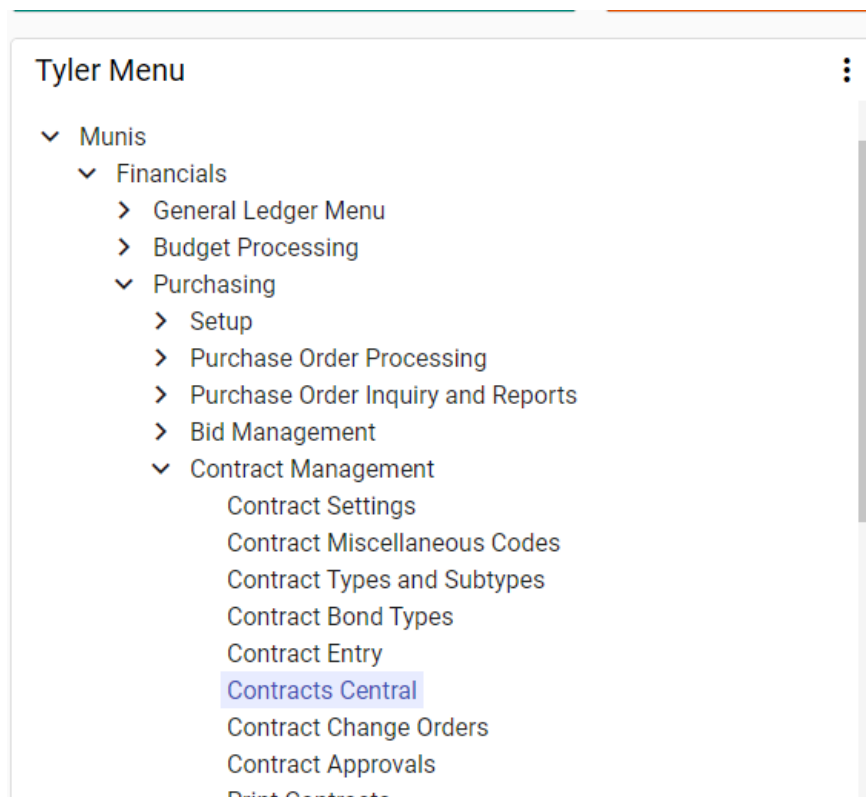 Tyler Menu
Munis
Financials
General Ledger Menu
Budget Processing
Purchasing
Setup
Purchase Order Processing
Purchase Order Inquiry and Reports
Bid Management
Contract Management
Contract Settings
Contract Miscellaneous Codes
Contract Types and Subtypes
Contract Bond Types
Contract Entry
Contracts Central
Contract Change Orders
Contract Approvals
Print Contracts